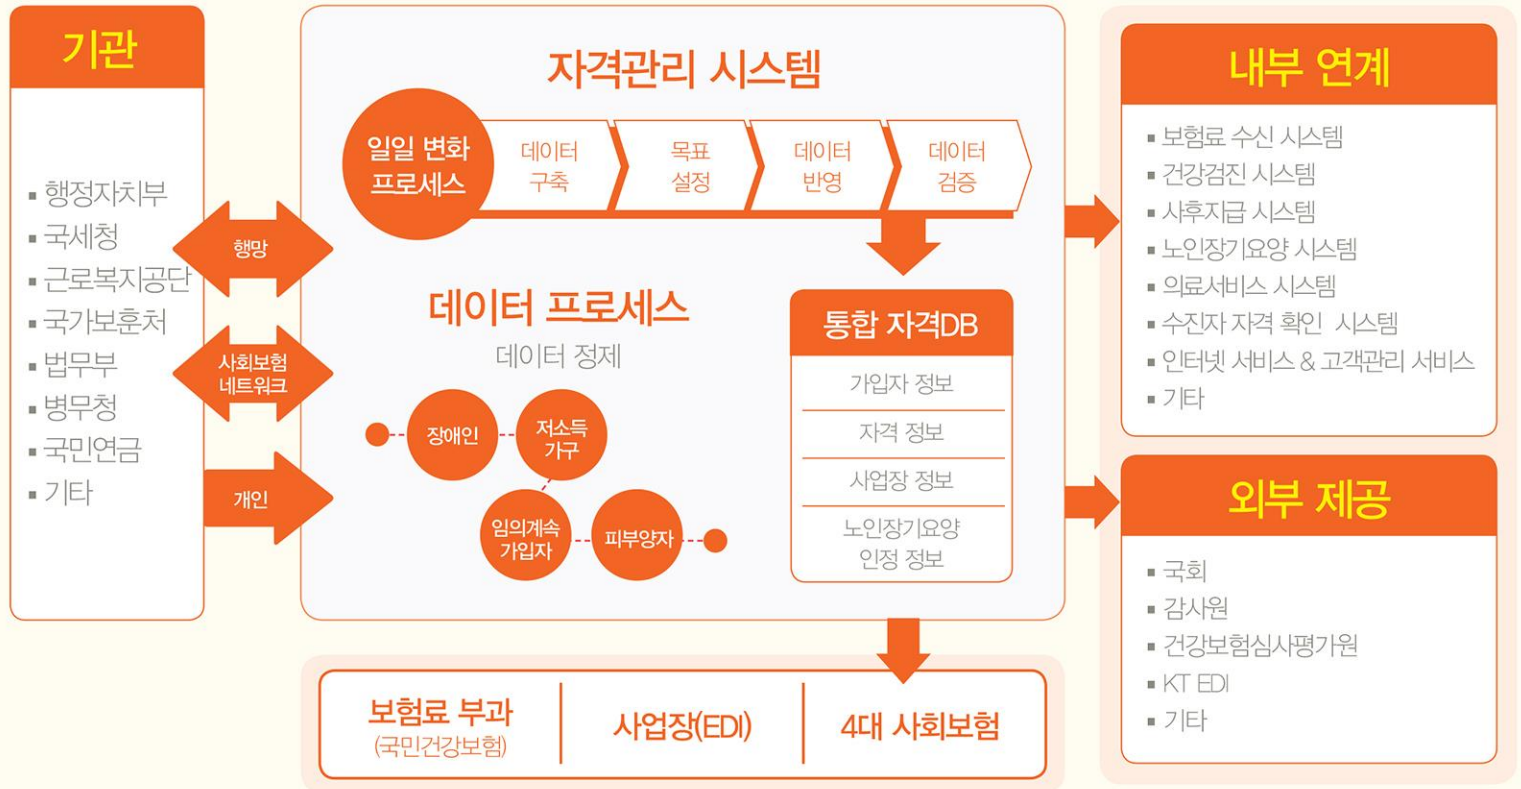 기관
▪ 행정자치부
▪ 국세청
▪ 근로복지공단
▪ 국가보훈처
▪ 법무부
▪ 병무청
▪ 국민연금
▪ 기타
행망
사회보험
네트워크
개인
자격관리 시스템
일일 변화
프로세스
데이터
구축
목표
설정
데이터
반영
데이터
검증
데이터 프로세스
데이터 정제
장애인
저소득
가구
임의계속
가입자
피부양자
통합 자격DB
가입자 정보
자격 정보
사업장 정보
노인장기요양
인정 정보
보험료 부과
(국민건강보험)
사업장(EDI)
4대 사회보험
내부 연계
▪ 보험료 수신 시스템
▪ 건강검진 시스템
▪ 사후지급 시스템
▪ 노인장기요양 시스템
▪ 의료서비스 시스템
▪ 수진자 자격 확인 시스템
▪ 인터넷 서비스 & 고객관리 서비스
▪ 기타
외부 제공
▪ 국회
▪ 감사원
▪ 건강보험심사평가원
▪ KT EDI
▪ 기타